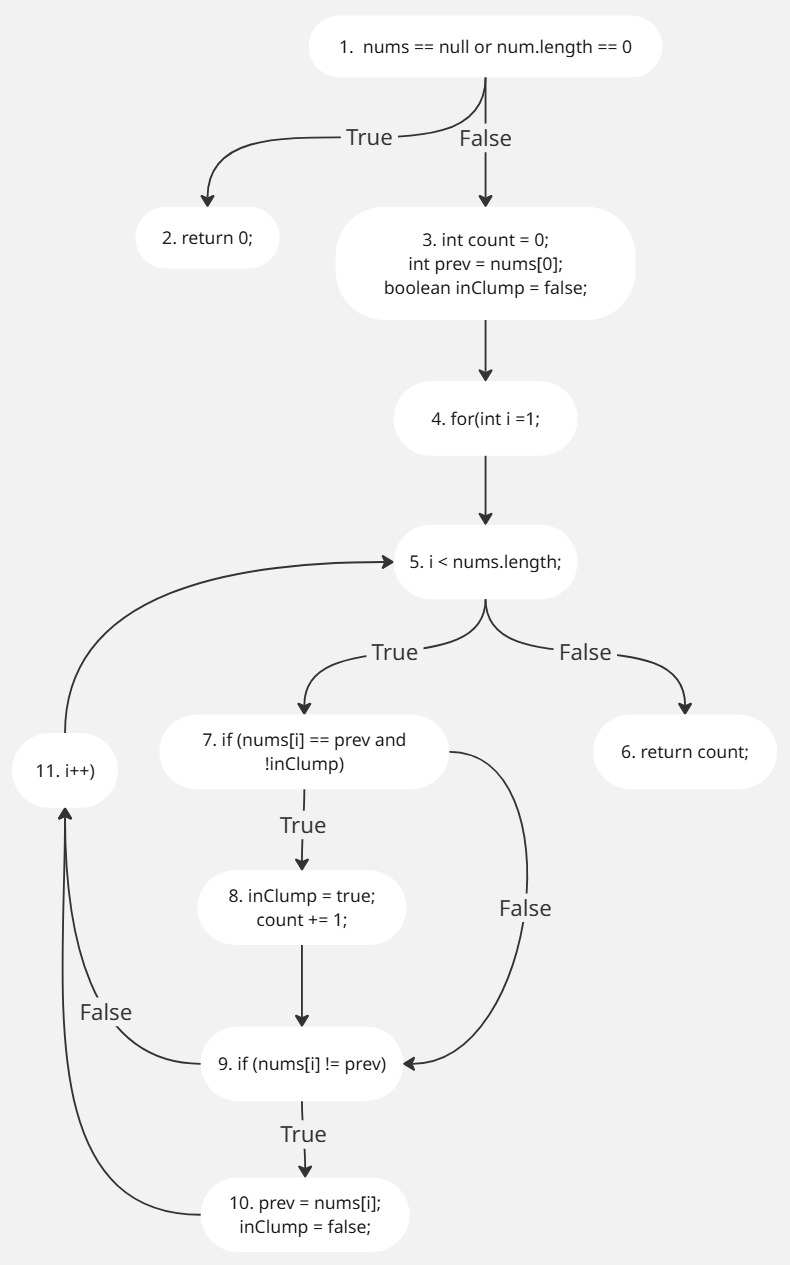 1.  nums == null or num.length == 0
True
False
2. return 0;
3. int count = 0;
int prev = nums[0];
boolean inClump = false;
4. for(int i =1;
5. i < nums.length;
True
False
7. if (nums[i] == prev and
!inClump)
6. return count;
11. i++)
True
8. inClump = true;
count += 1;
False
False
9. if (nums[i] != prev)
True
10. prev = nums[i];
inClump = false;